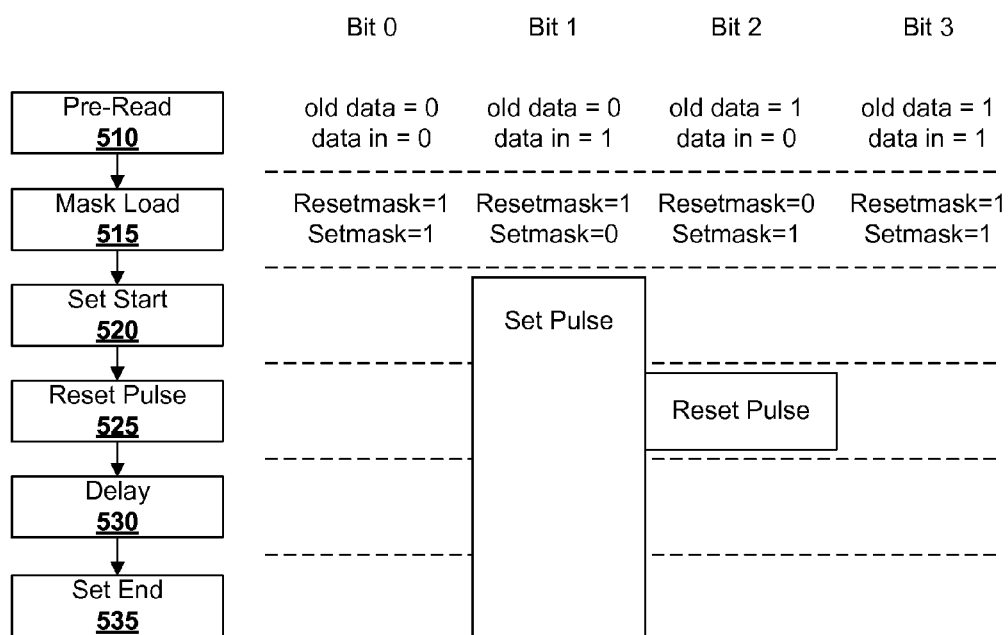 Bit 0 Bit 1 Bit 2 Bit 3
Pre-Read
510
old data = 0 old data = 0 old data = 1 old data = 1
data in = 0 data in = 1 data in = 0 data in = 1
Mask Load
515
Resetmask=1 Resetmask=1 Resetmask=0 Resetmask=1
Setmask=1 Setmask=0 Setmask=1 Setmask=1
Set Start
520
Set Pulse
Reset Pulse
525
Reset Pulse
Delay
530
Set End
535